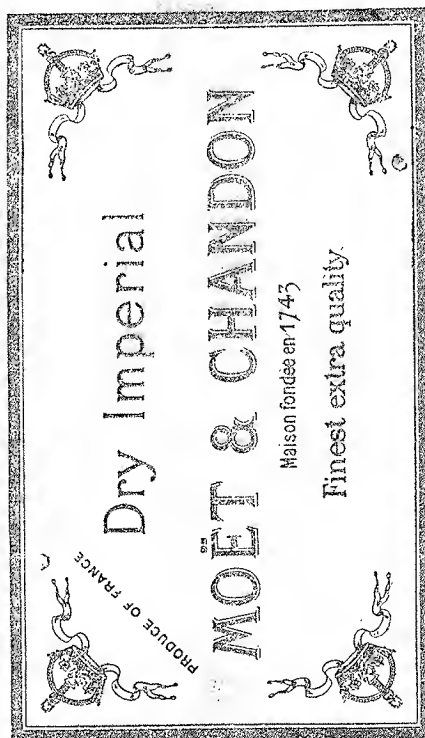 PRODUCE OF FRANCE
Dry Imperial
MOËT & CHANDON
Maison fondée en 1743
Finest extra quality.